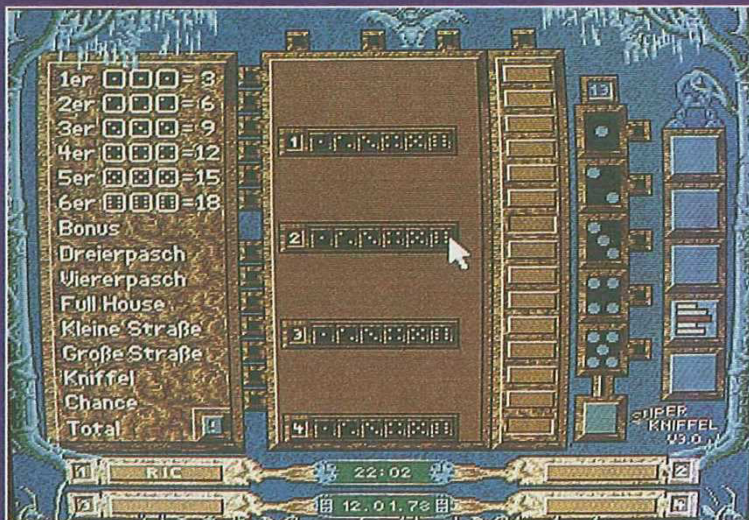 1er = 3
2er = 6
3er = 9
4er =12
5er =15
6er =18
Bonus
Dreierpasch
Viererpasch
Full House
Kleine Straße
Große Straße
Kniffel
Chance
Total !
1
2
3
4
13
SUPER
KNIFFEL
V3.0
1 RIC 22:02 2
3 12.01.78 4